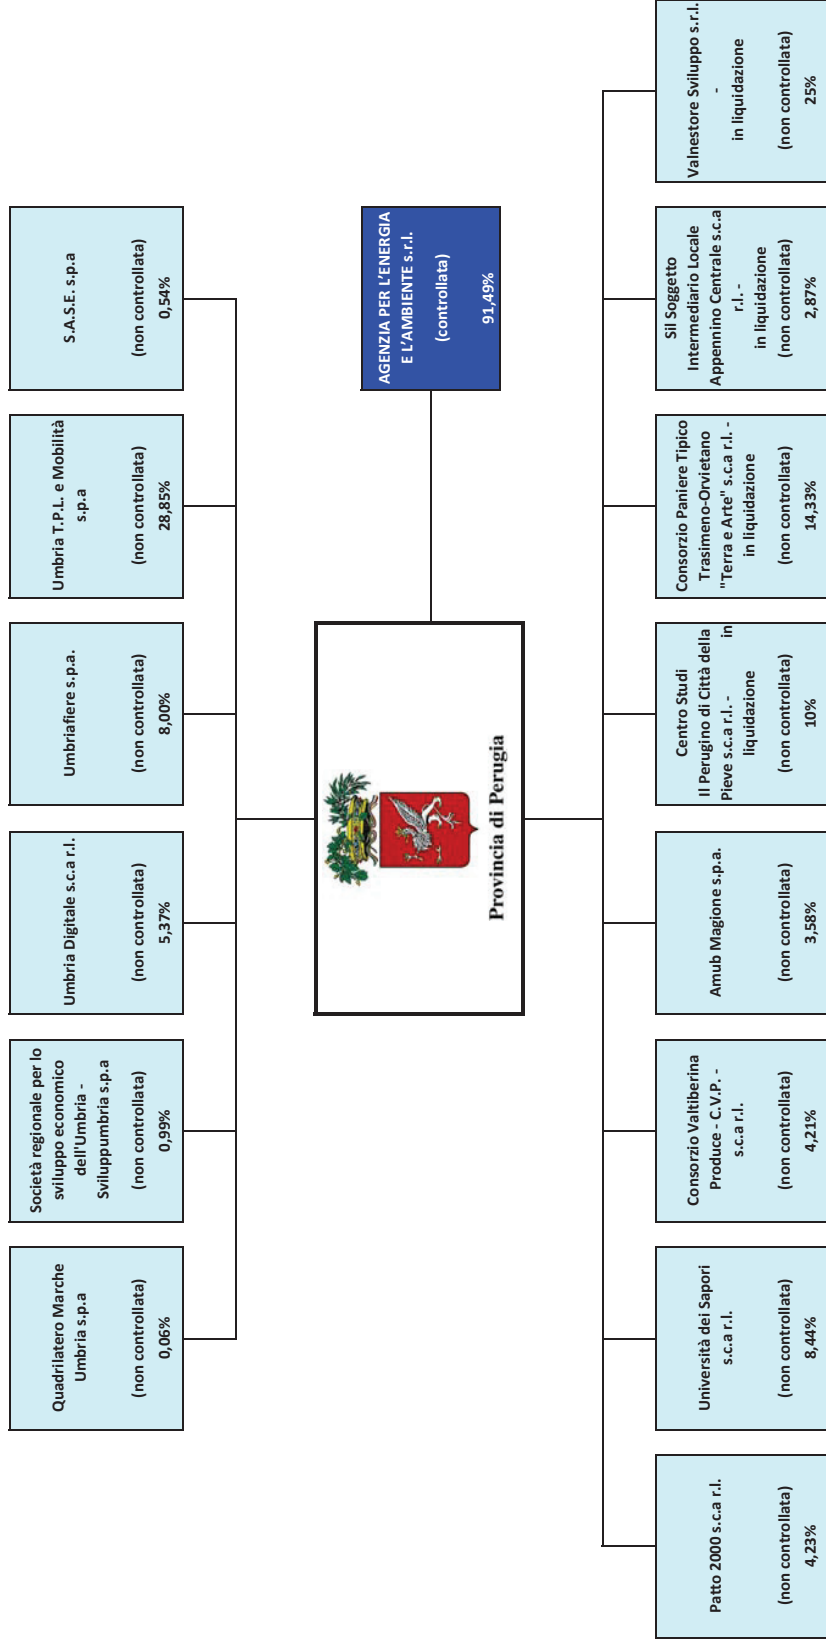 Quadrilatero Marche
Umbria s.p.a
(non controllata)
0,06%
Società regionale per lo
sviluppo economico
dell'Umbria -
Sviluppumbria s.p.a
(non controllata)
0,99%
Umbria Digitale s.c.a r.l.
(non controllata)
5,37%
Umbriafiere s.p.a.
(non controllata)
8,00%
Umbria T.P.L. e Mobilità
s.p.a
(non controllata)
28,85%
S.A.S.E. s.p.a
(non controllata)
0,54%
Provincia di Perugia
AGENZIA PER L'ENERGIA
E L'AMBIENTE s.r.l.
(controllata)
91,49%
Patto 2000 s.c.a r.l.
(non controllata)
4,23%
Università dei Sapori
s.c.a r.l.
(non controllata)
8,44%
Consorzio Valtiberina
Produce - C.V.P. -
s.c.a r.l.
(non controllata)
4,21%
Amub Magione s.p.a.
(non controllata)
3,58%
Centro Studi
Il Perugino di Città della
Pieve s.c.a r.l. - in
liquidazione
(non controllata)
10%
Consorzio Paniere Tipico
Trasimeno-Orvietano
"Terra e Arte" s.c.a r.l. -
in liquidazione
(non controllata)
14,33%
Sil Soggetto
Intermediario Locale
Appennino Centrale s.c.a
r.l. -
in liquidazione
(non controllata)
2,87%
Valnestore Sviluppo s.r.l.
-
in liquidazione
(non controllata)
25%